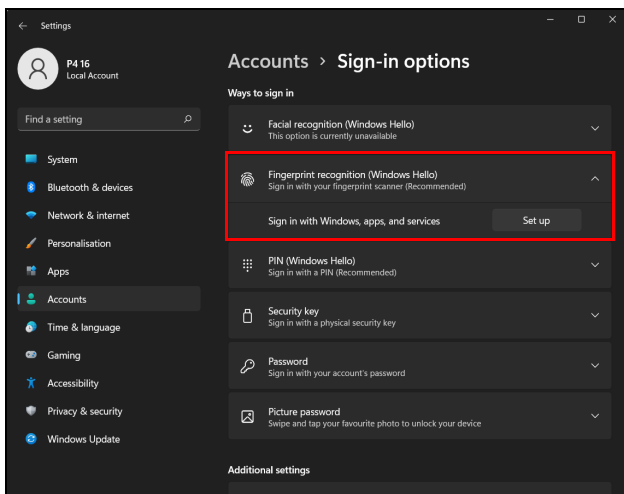 Settings
P4 16
Local Account
Find a setting
System
Bluetooth & devices
Network & internet
Personalisation
Apps
Accounts
Time & language
Gaming
Accessibility
Privacy & security
Windows Update
Accounts > Sign-in options
Ways to sign in
Facial recognition (Windows Hello)
This option is currently unavailable
Fingerprint recognition (Windows Hello)
Sign in with your fingerprint scanner (Recommended)
Sign in with Windows, apps, and services
Set up
PIN (Windows Hello)
Sign in with a PIN (Recommended)
Security key
Sign in with a physical security key
Password
Sign in with your account's password
Picture password
Swipe and tap your favourite photo to unlock your device
Additional settings